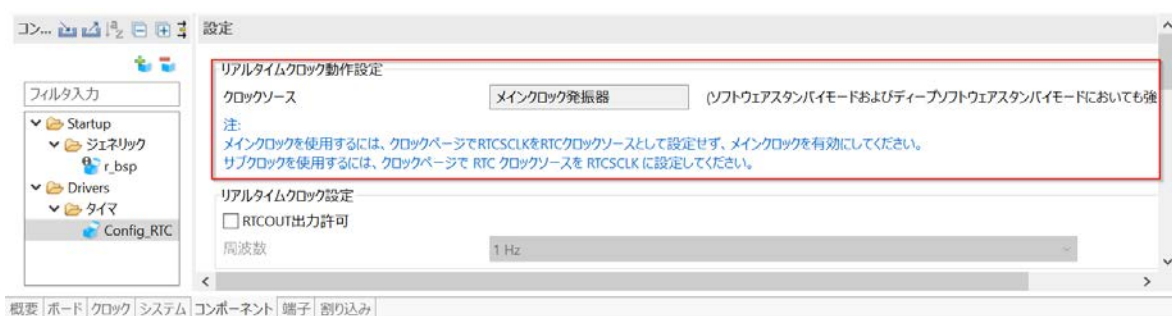 コン...
設定
フィルタ入力
Startup
ジェネリック
r_bsp
Drivers
タイマ
Config_RTC
リアルタイムクロック動作設定
クロックソース メインクロック発振器 (ソフトウェアスタンバイモードおよびディープソフトウェアスタンバイモードにおいても強
注:
メインクロックを使用するには、クロックページでRTCSCLKをRTCクロックソースとして設定せず、メインクロックを有効にしてください。
サブクロックを使用するには、クロックページで RTC クロックソースを RTCSCLK に設定してください。
リアルタイムクロック設定
RTCOUT出力許可
周波数 1 Hz
概要 ボード クロック システム コンポーネント 端子 割り込み